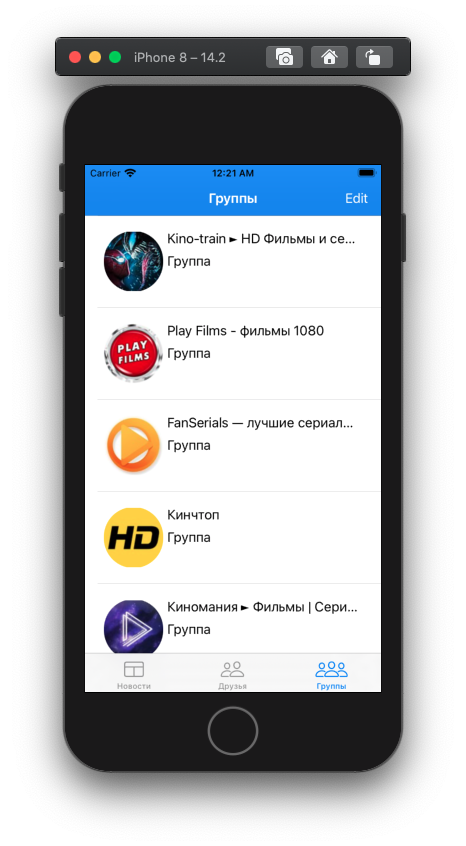 iPhone 8 – 14.2
Carrier 12:21 AM
Группы Edit
Kino-train ► HD Фильмы и се...
Группа
PLAY
FILMS
Play Films - фильмы 1080
Группа
FanSerials — лучшие сериал...
Группа
HD
Кинчтоп
Группа
Киномания ► Фильмы | Сери...
Группа
Новости Друзья Группы